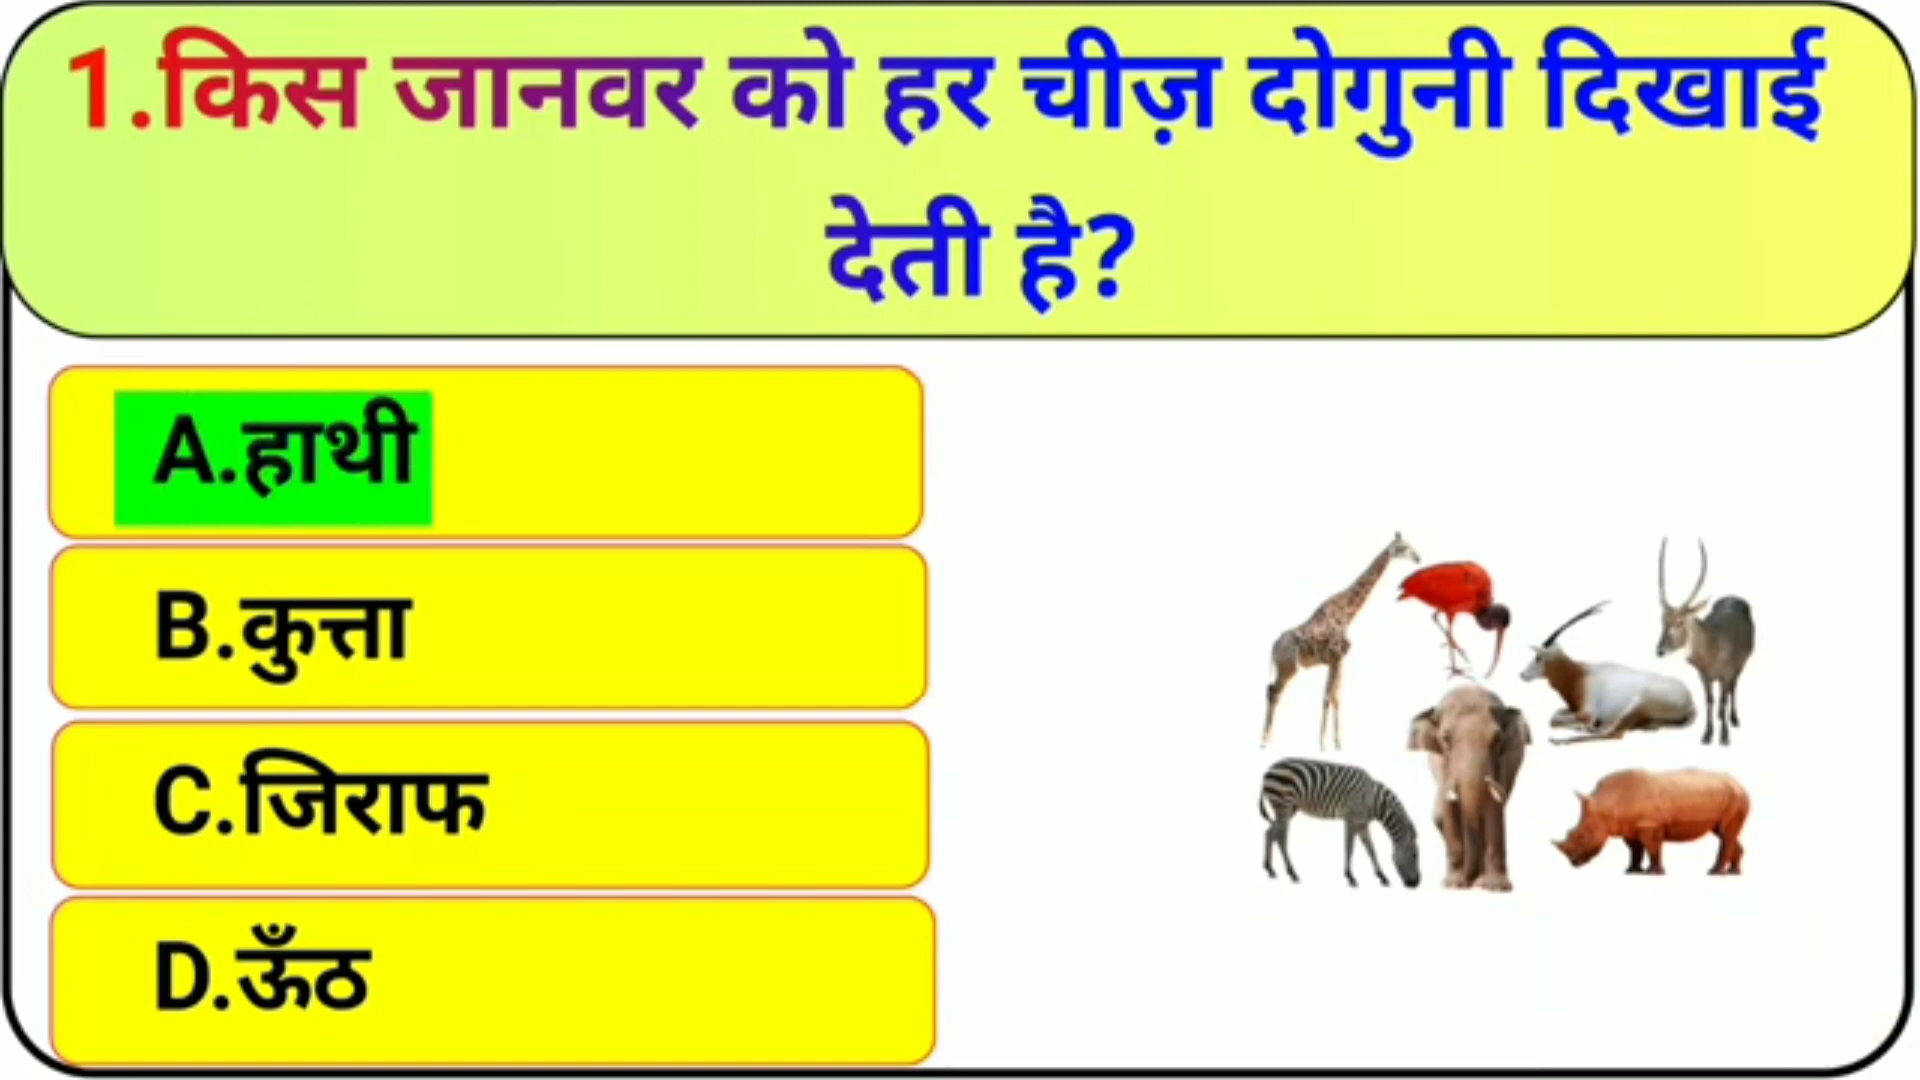 1.किस जानवर को हर चीज़ दोगुनी दिखाई
देती है?
A.हाथी
B.कुत्ता
C.जिराफ
D.ऊँठ